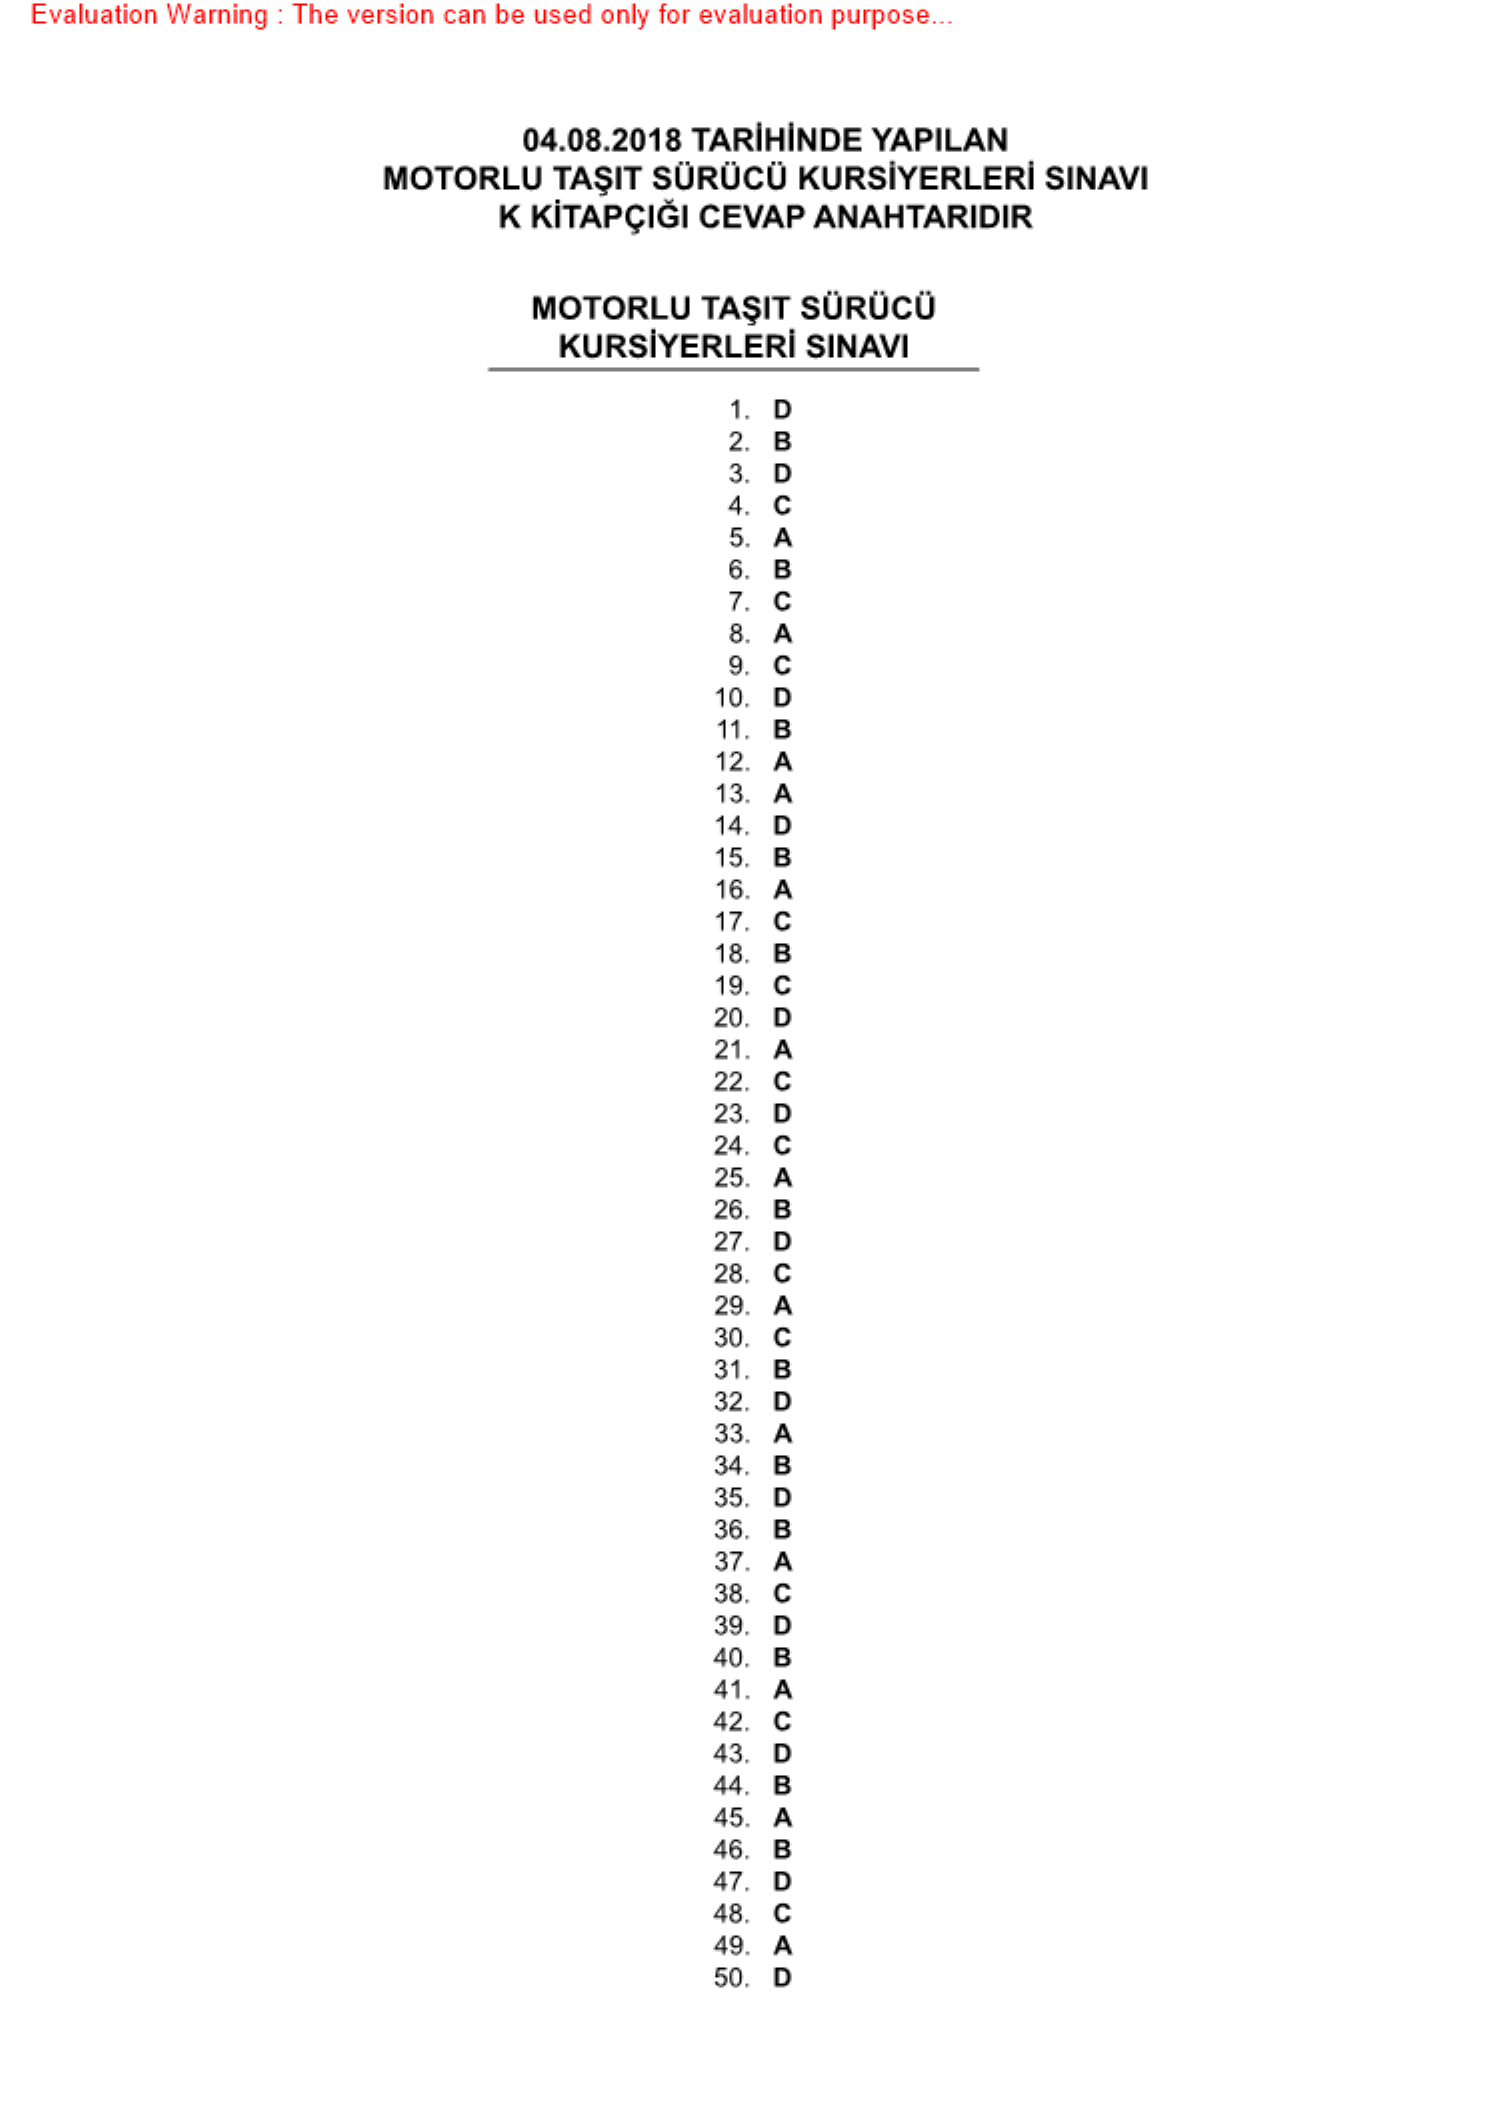 Evaluation Warning : The version can be used only for evaluation purpose...
04.08.2018 TARİHİNDE YAPILAN
MOTORLU TAŞIT SÜRÜCÜ KURSİYERLERİ SINAVI
K KİTAPÇIĞI CEVAP ANAHTARIDIR
MOTORLU TAŞIT SÜRÜCÜ
KURSİYERLERİ SINAVI
1. D
2. B
3. D
4. C
5. A
6. B
7. C
8. A
9. C
10. D
11. B
12. A
13. A
14. D
15. B
16. A
17. C
18. B
19. C
20. D
21. A
22. C
23. D
24. C
25. A
26. B
27. D
28. C
29. A
30. C
31. B
32. D
33. A
34. B
35. D
36. B
37. A
38. C
39. D
40. B
41. A
42. C
43. D
44. B
45. A
46. B
47. D
48. C
49. A
50. D